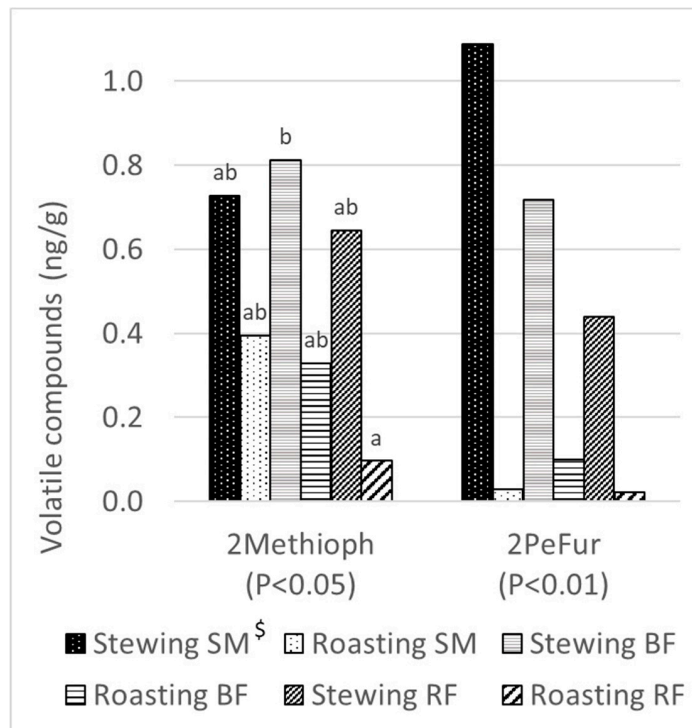 Volatile compounds (ng/g)
1.0
0.8
0.6
0.4
0.2
0.0
ab
ab
b
ab
ab
a
2Methioph
(P<0.05)
2PeFur
(P<0.01)
Stewing SM$
Roasting SM
Stewing BF
Roasting BF
Stewing RF
Roasting RF